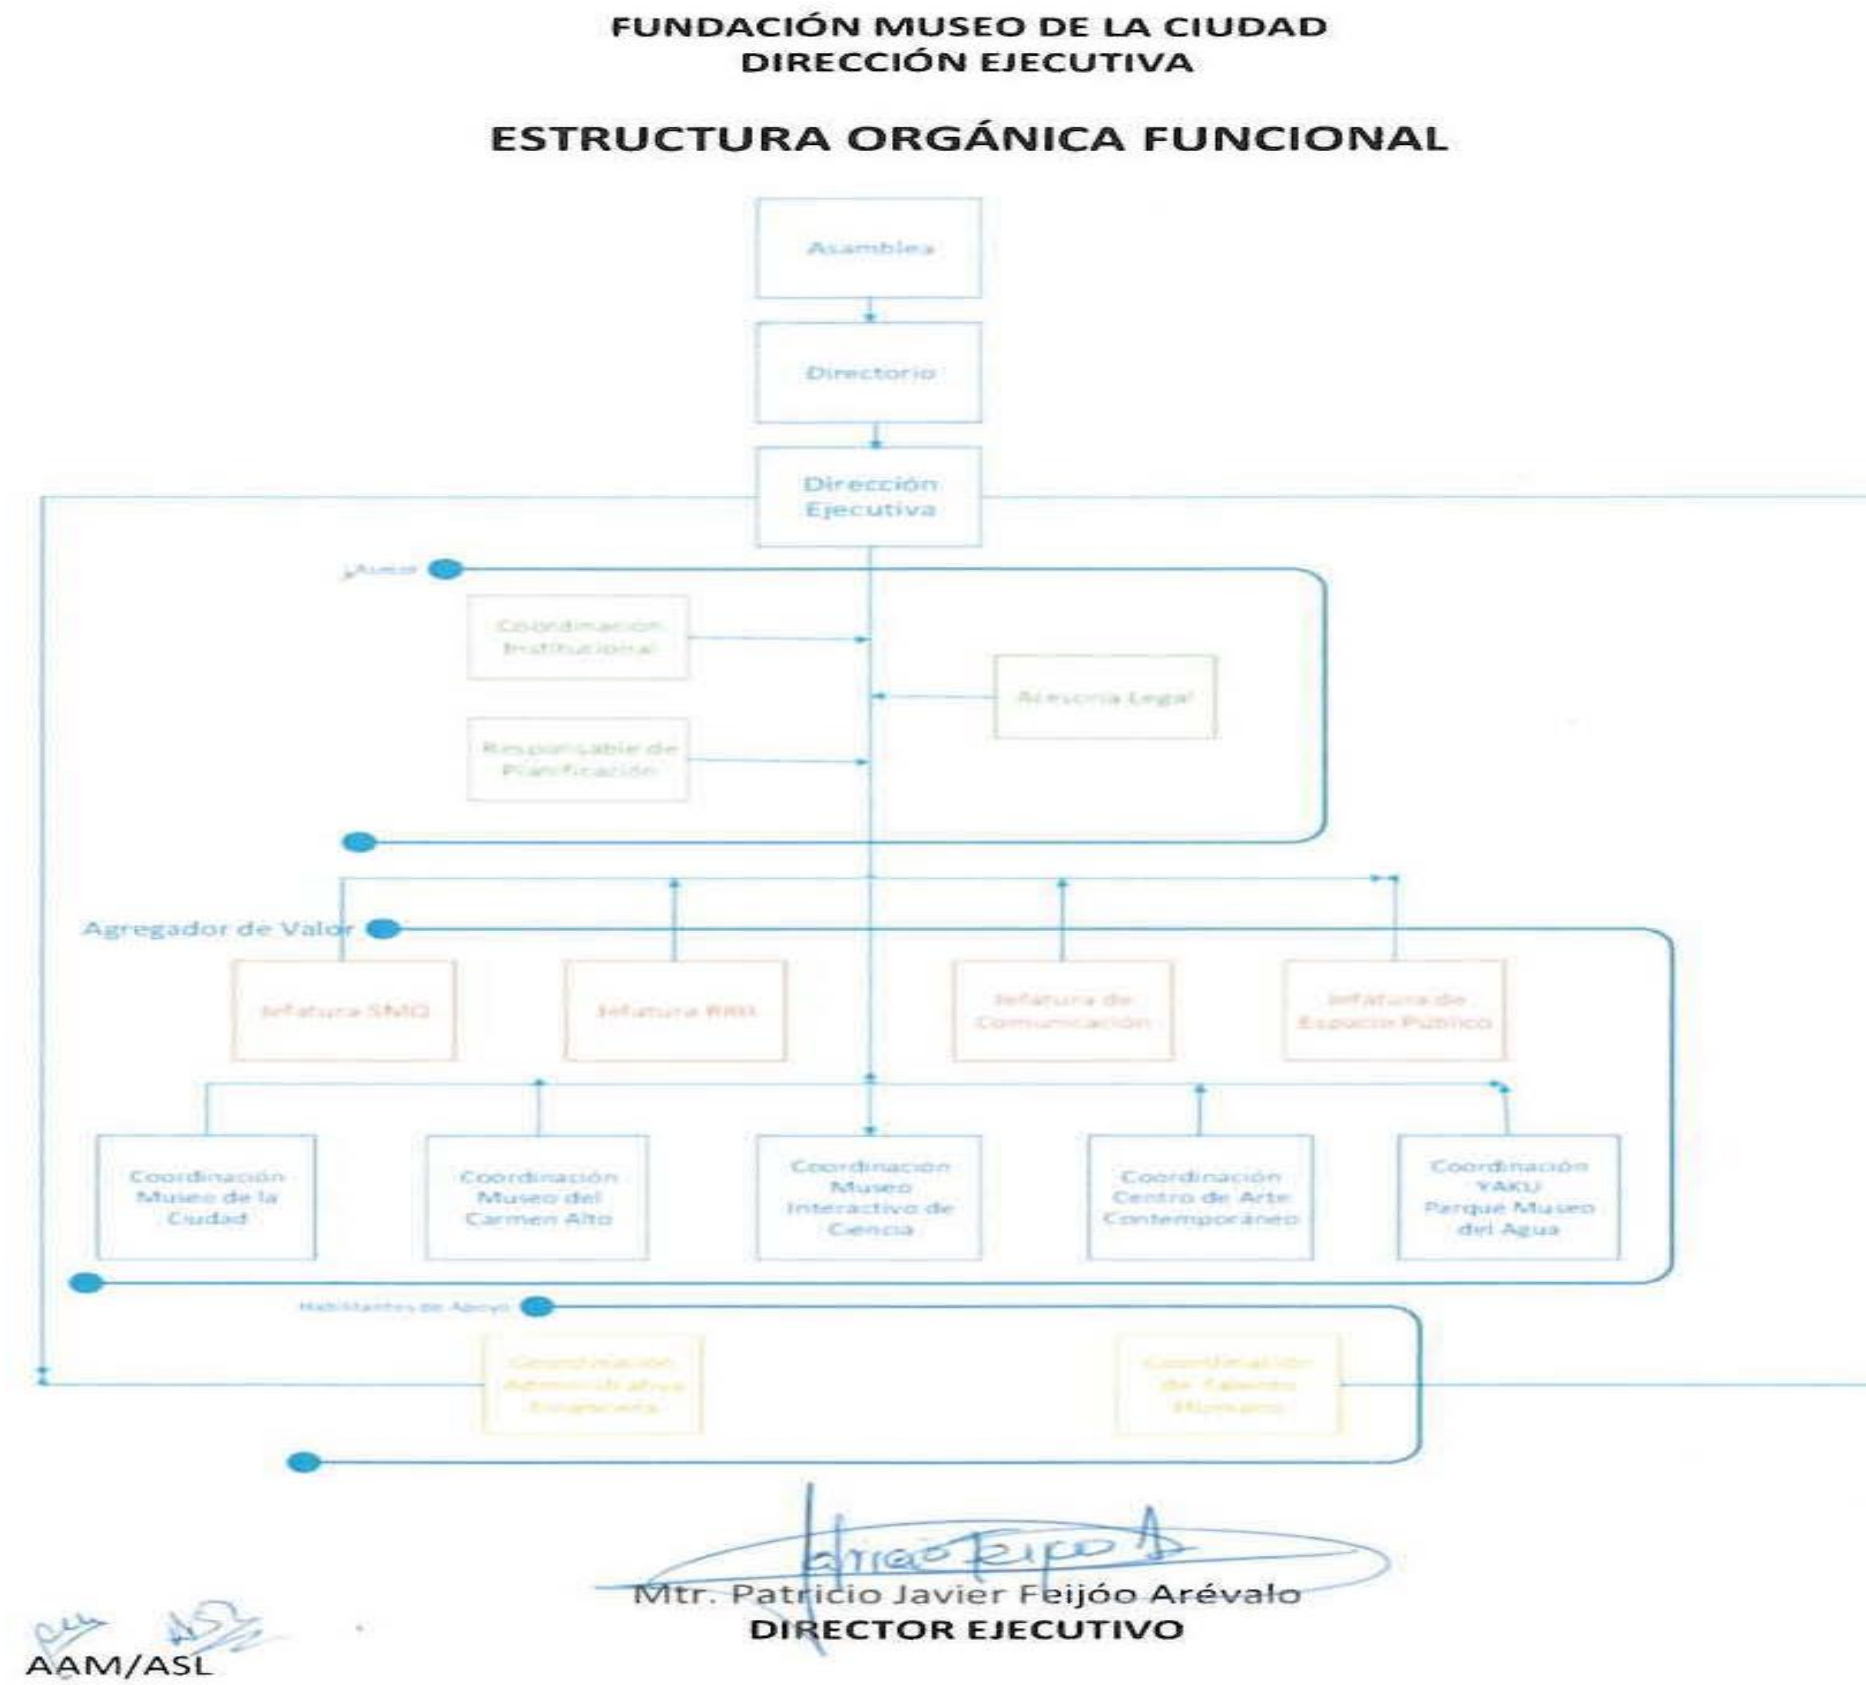 FUNDACIÓN MUSEO DE LA CIUDAD
DIRECCIÓN EJECUTIVA
ESTRUCTURA ORGÁNICA FUNCIONAL
Asamblea
Directorio
Dirección
Ejecutiva
Coordinación
Institucional
Asesoría Legal
Responsable de
Planificación
Agregador de Valor
Jefatura SMQ
Jefatura
Jefatura de
Comunicación
Jefatura de
Espacio Público
Coordinación
Museo de la
Ciudad
Coordinación
Museo del
Carmen Alto
Coordinación
Museo
Interactivo de
Ciencia
Coordinación
Centro de Arte
Contemporáneo
Coordinación
YAKU
Parque Museo
del Agua
Habilitantes de Apoyo
Coordinación
Administrativa
Financiera
Coordinación
de Talento
Humano
Mtr. Patricio Javier Feijóo Arévalo
DIRECTOR EJECUTIVO
ASL
AAM/ASL